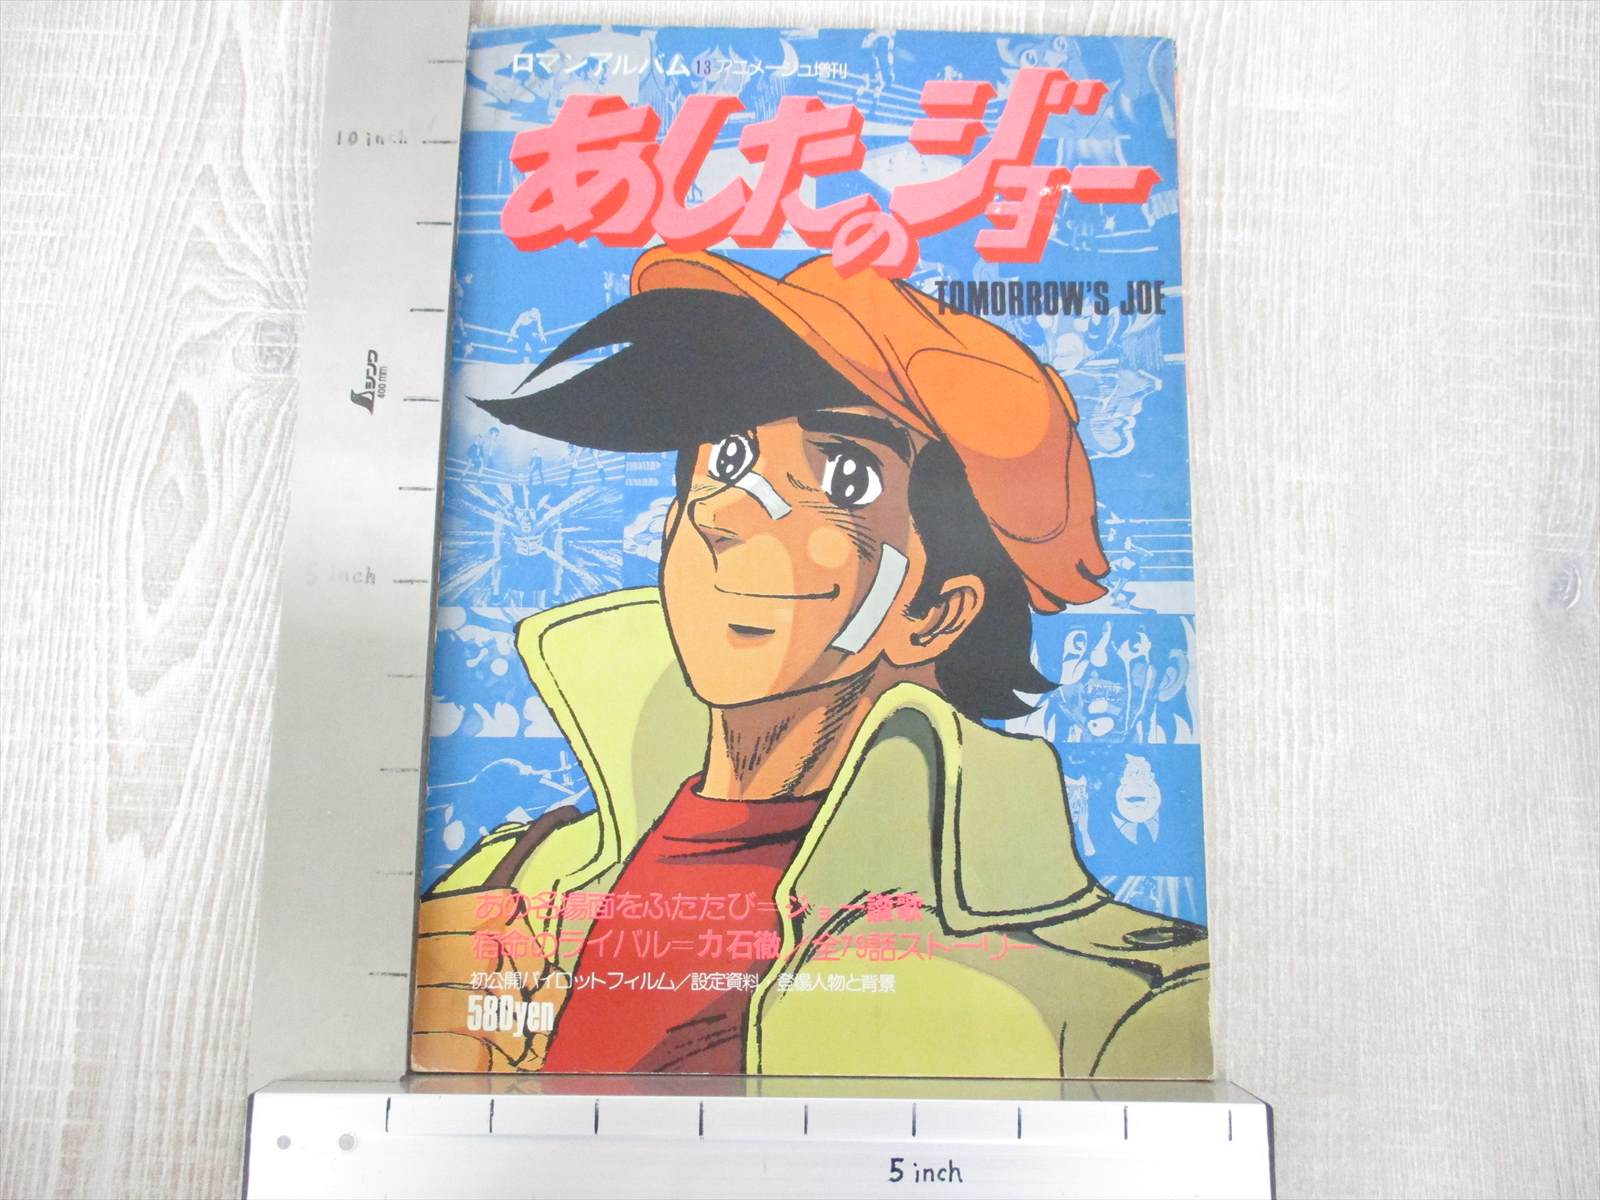 ロマンアルバム13アニメージュ増刊
あしたのジョー
TOMORROW'S JOE
10 inch
シンワ
400mm
5 inch
あの名場面をふたたび=ジョー讃歌
宿命のライバル=力石徹/全79話ストーリー
初公開パイロットフィルム/設定資料/登場人物と背景
580yen
5 inch